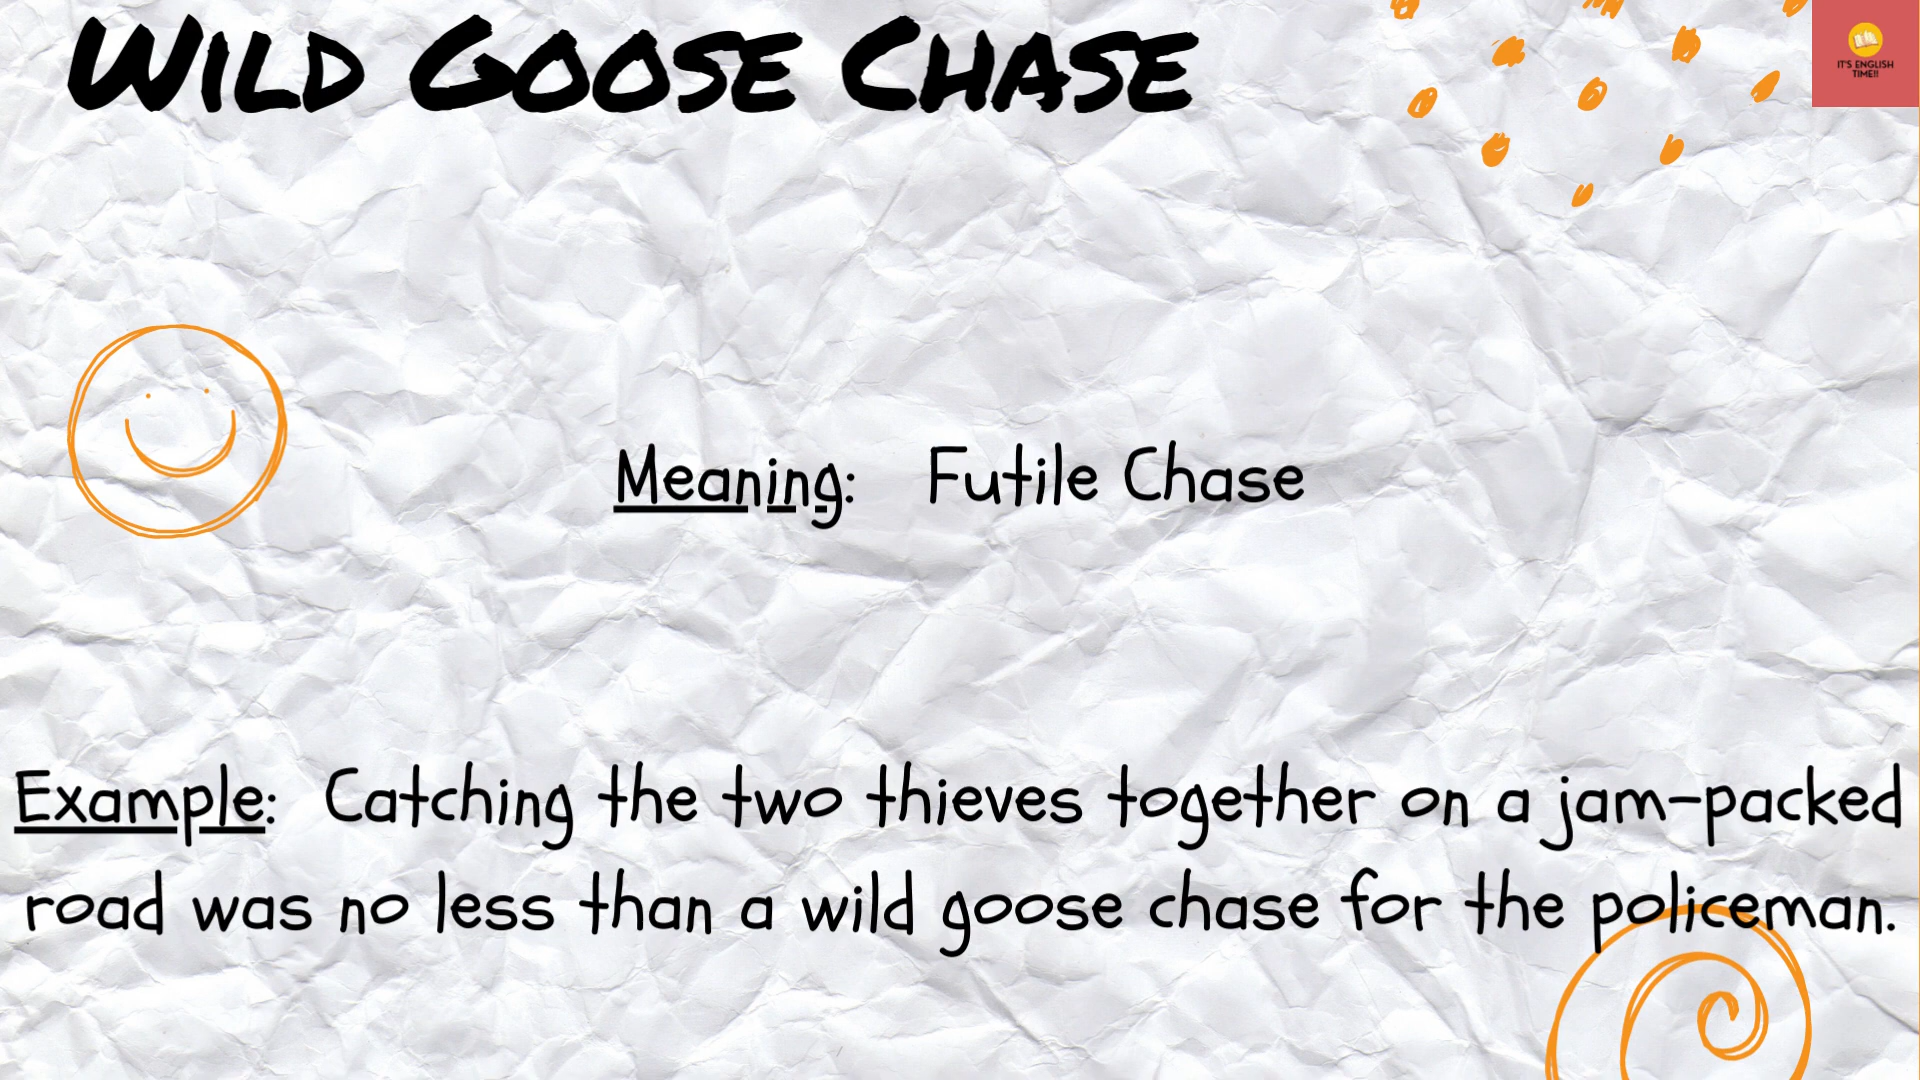 Wild Goose Chase
IT'S ENGLISH
TIME!!
Meaning: Futile Chase
Example: Catching the two thieves together on a jam-packed
road was no less than a wild goose chase for the policeman.